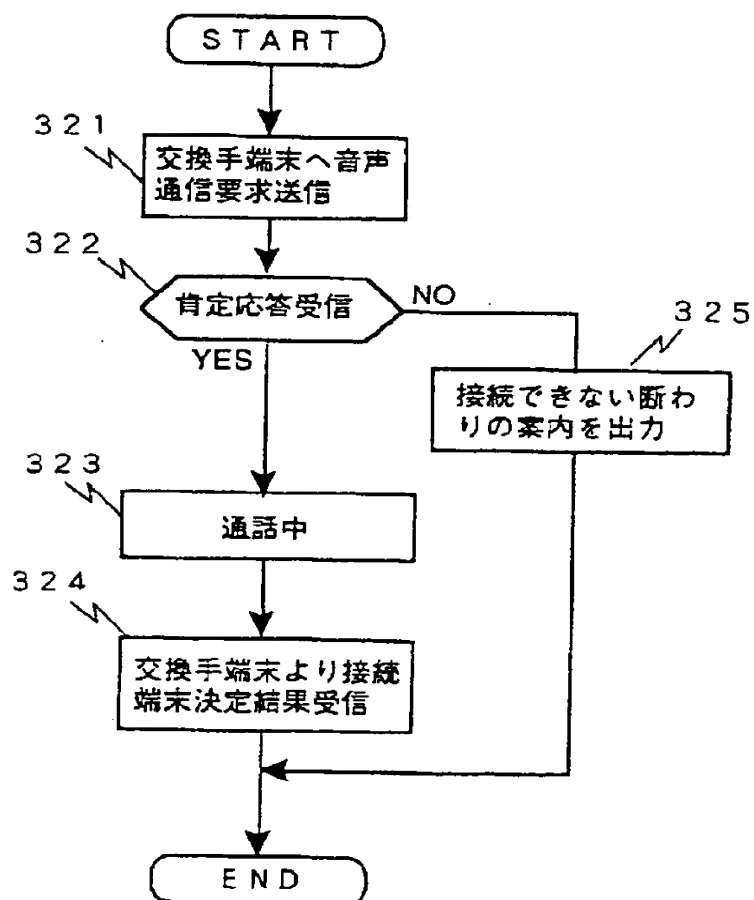 START
321
交換手端末へ音声
通信要求送信
322
肯定応答受信
NO
YES
325
接続できない断わ
りの案内を出力
323
通話中
324
交換手端末より接続
端末決定結果受信
END